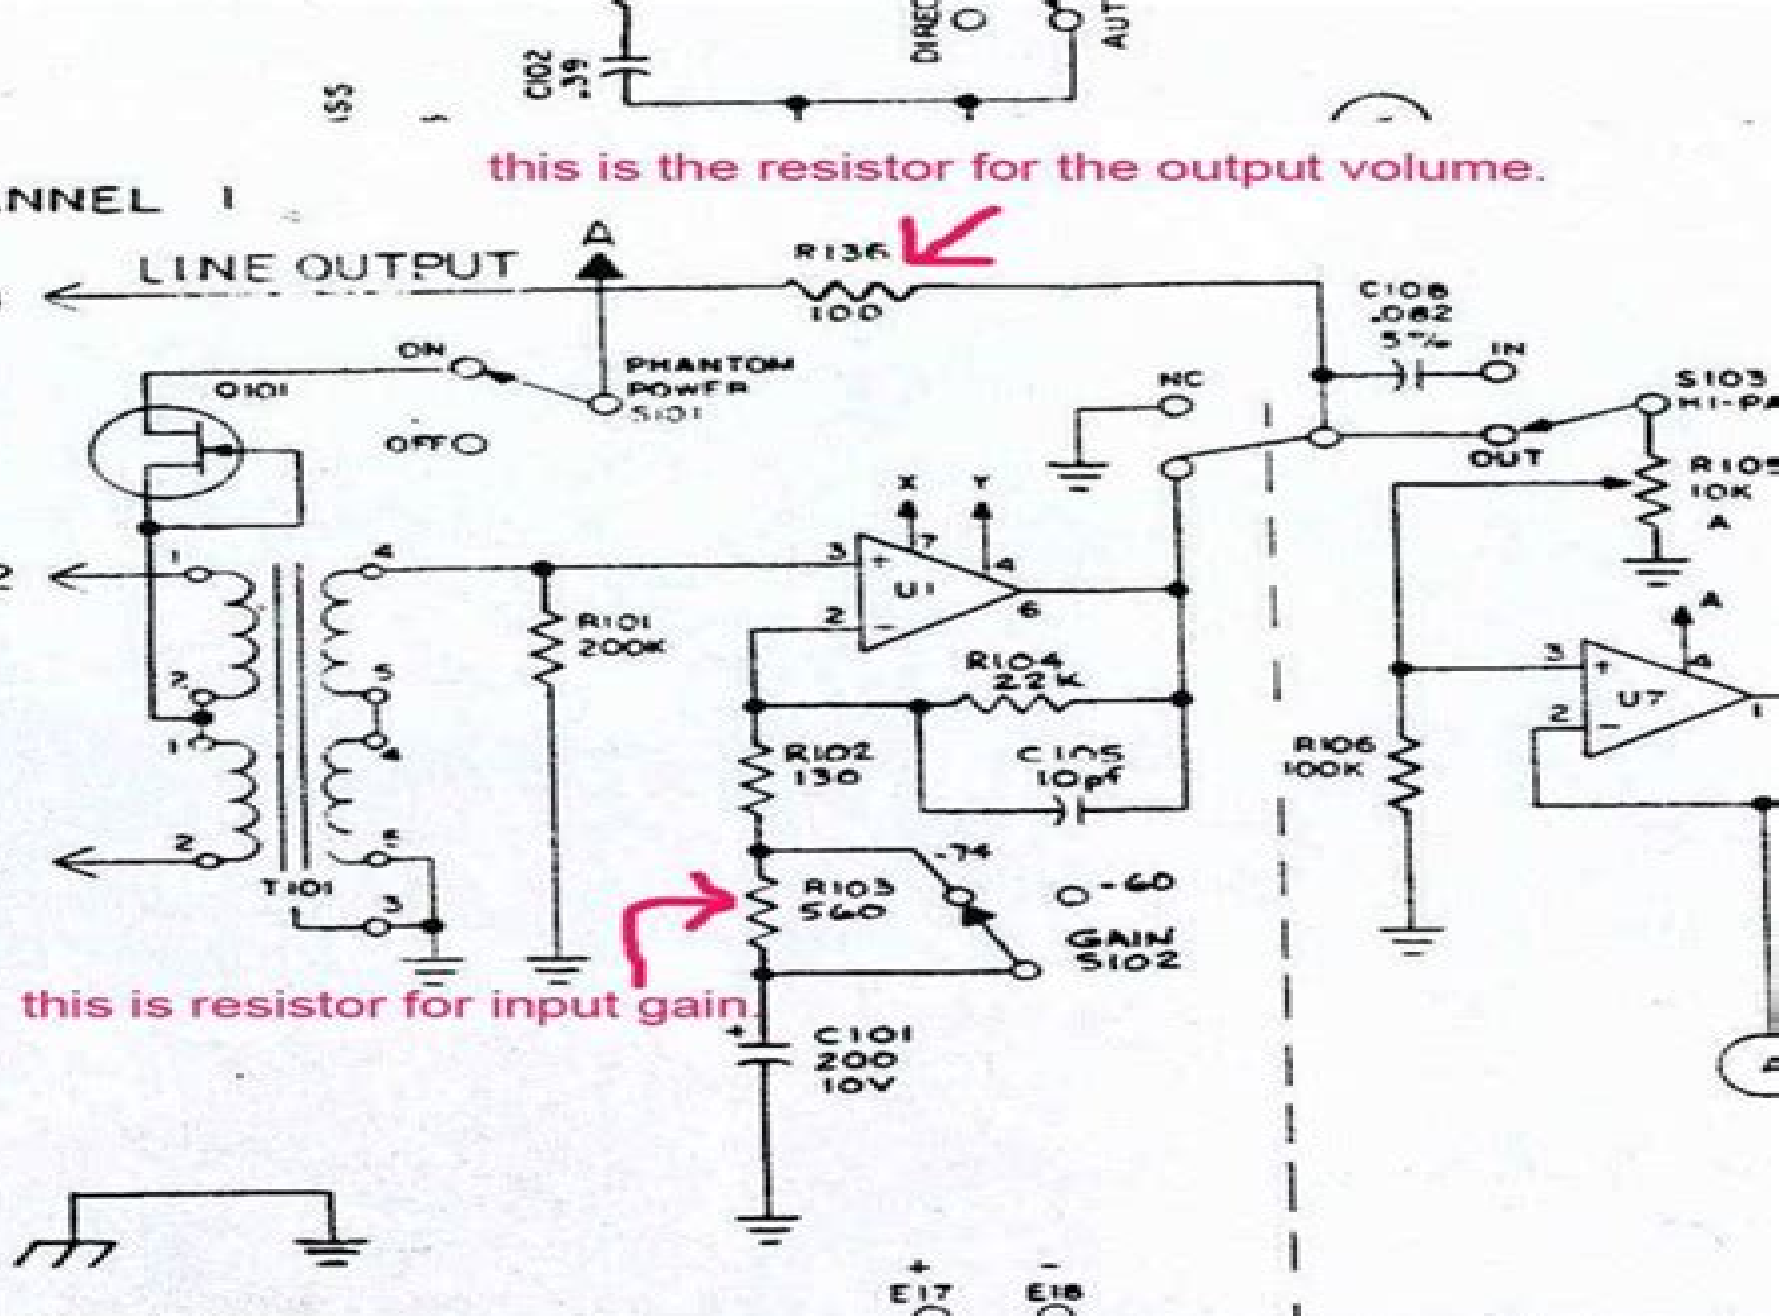 C102
.39
this is the resistor for the output volume.
NNEL 1
LINE OUTPUT
A
R136
100
C108
.082
5%
IN
ON
Q101
PHANTOM
POWER
S101
OFF
NC
S103
HI-PA
OUT
R105
10K
A
X Y
7
4
3
+
U1
6
2
-
1
4
R101
200K
R104
22K
2
5
1
4
R102
130
C105
10pf
A
4
3
+
U7
1
2
-
R106
100K
2
6
T101
3
-74
-60
R103
560
GAIN
S102
this is resistor for input gain.
+
C101
200
10V
+ -
E17 E18